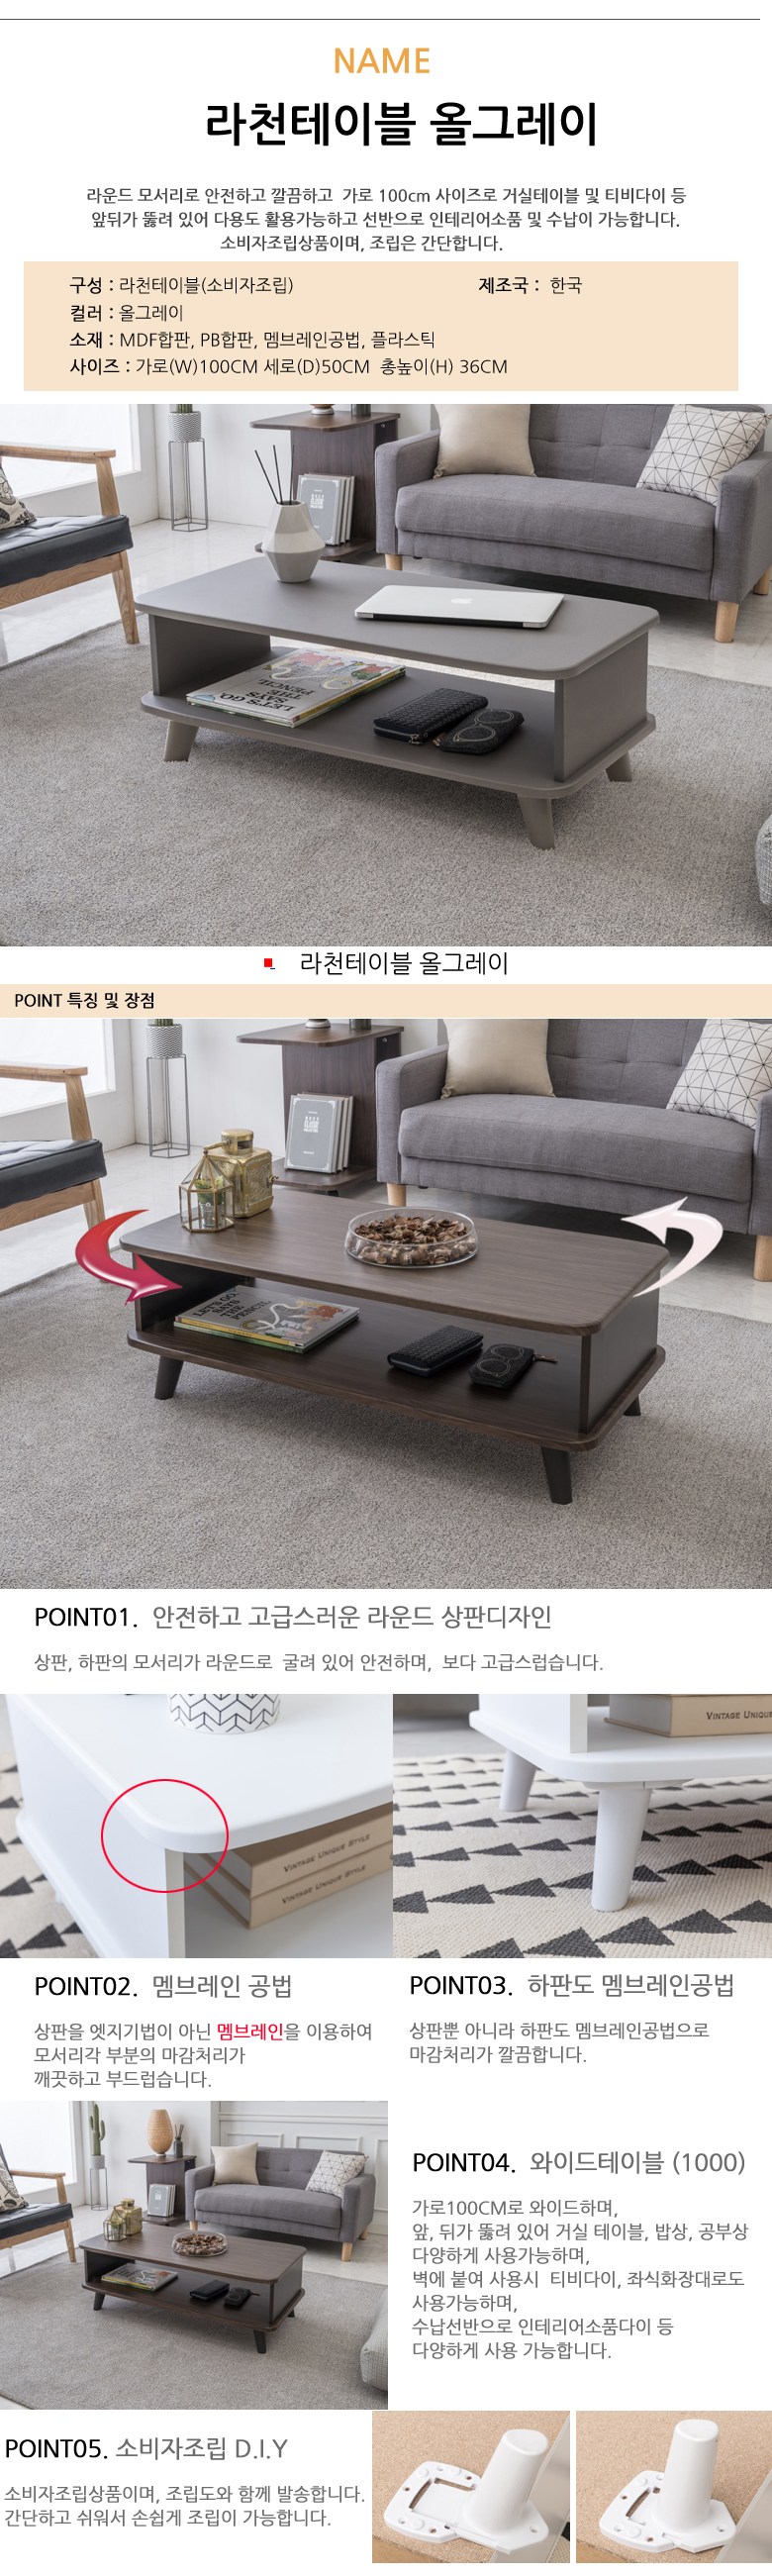 NAME
라천테이블 올그레이
라운드 모서리로 안전하고 깔끔하고 가로 100cm 사이즈로 거실테이블 및 티비다이 등
앞뒤가 뚫려 있어 다용도 활용가능하고 선반으로 인테리어소품 및 수납이 가능합니다.
소비자조립상품이며, 조립은 간단합니다.
구성 : 라천테이블(소비자조립) 제조국 : 한국
컬러 : 올그레이
소재 : MDF합판, PB합판, 멤브레인공법, 플라스틱
사이즈 : 가로(W)100CM 세로(D)50CM 총높이(H) 36CM
LET'S GO,
SAYS
THE
PENCIL
라천테이블 올그레이
POINT 특징 및 장점
LET'S GO,
SAYS
THE
PENCIL
POINT01. 안전하고 고급스러운 라운드 상판디자인
상판, 하판의 모서리가 라운드로 굴려 있어 안전하며, 보다 고급스럽습니다.
VINTAGE UNIQUE STYLE
VINTAGE UNIQUE STYLE
VINTAGE UNIQUE
POINT02. 멤브레인 공법
상판을 엣지기법이 아닌 멤브레인을 이용하여
모서리각 부분의 마감처리가
깨끗하고 부드럽습니다.
POINT03. 하판도 멤브레인공법
상판뿐 아니라 하판도 멤브레인공법으로
마감처리가 깔끔합니다.
POINT04. 와이드테이블 (1000)
가로100CM로 와이드하며,
앞, 뒤가 뚫려 있어 거실 테이블, 밥상, 공부상
다양하게 사용가능하며,
벽에 붙여 사용시 티비다이, 좌식화장대로도
사용가능하며,
수납선반으로 인테리어소품다이 등
다양하게 사용 가능합니다.
POINT05. 소비자조립 D.I.Y
소비자조립상품이며, 조립도와 함께 발송합니다.
간단하고 쉬워서 손쉽게 조립이 가능합니다.